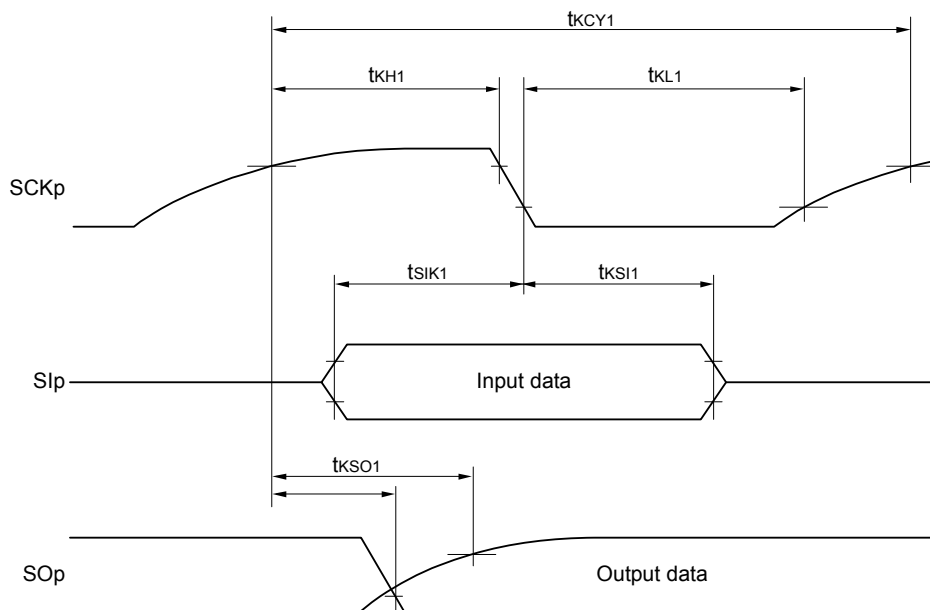 tKCY1
tKH1
tKL1
SCKp
tSIK1
tKSI1
SIp
Input data
tKSO1
SOp
Output data